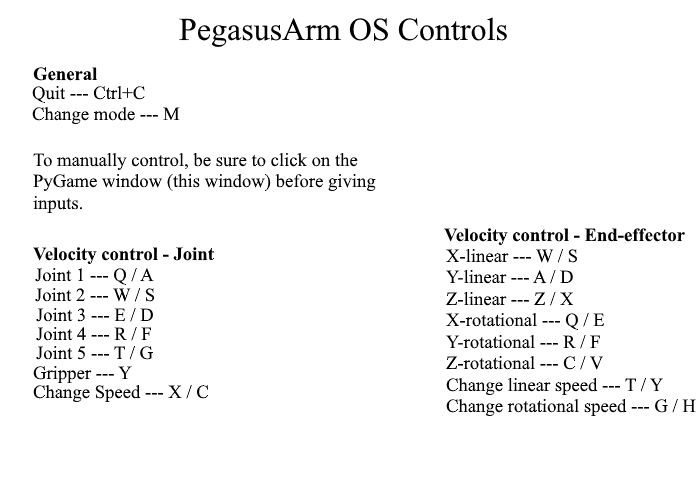 PegasusArm OS Controls
General
Quit --- Ctrl+C
Change mode --- M
To manually control, be sure to click on the
PyGame window (this window) before giving
inputs.
Velocity control - Joint
Joint 1 --- Q / A
Joint 2 --- W / S
Joint 3 --- E / D
Joint 4 --- R / F
Joint 5 --- T / G
Gripper --- Y
Change Speed --- X / C
Velocity control - End-effector
X-linear --- W / S
Y-linear --- A / D
Z-linear --- Z / X
X-rotational --- Q / E
Y-rotational --- R / F
Z-rotational --- C / V
Change linear speed --- T / Y
Change rotational speed --- G / H